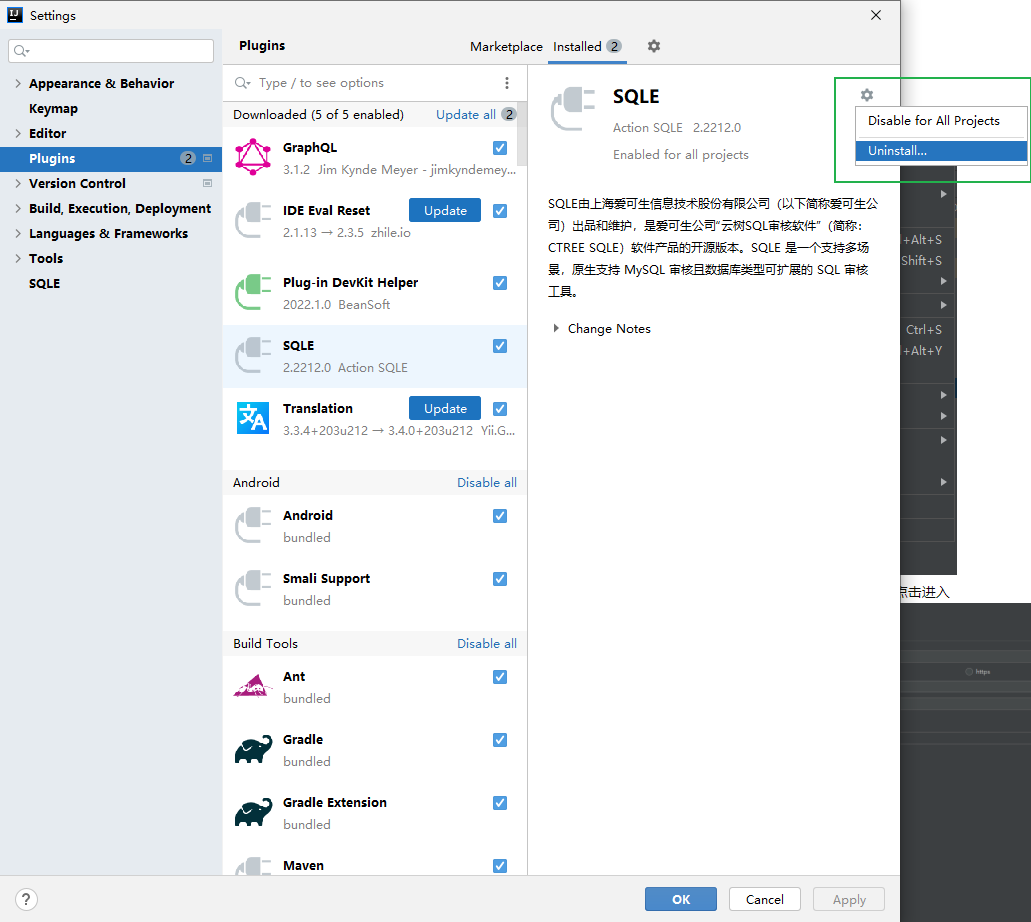 Settings
Plugins
Marketplace
Installed 2
Appearance & Behavior
Keymap
Editor
Plugins 2
Version Control
Build, Execution, Deployment
Languages & Frameworks
Tools
SQLE
Type / to see options
Downloaded (5 of 5 enabled) Update all 2
GraphQL
3.1.2 Jim Kynde Meyer - jimkyndemey...
IDE Eval Reset Update
2.1.13 → 2.3.5 zhile.io
Plug-in DevKit Helper
2022.1.0 BeanSoft
SQLE
2.2212.0 Action SQLE
Translation Update
3.3.4+203u212 → 3.4.0+203u212 Yii.G...
Android Disable all
Android
bundled
Smali Support
bundled
Build Tools Disable all
Ant
bundled
Gradle
bundled
Gradle Extension
bundled
Maven
SQLE
Action SQLE 2.2212.0
Enabled for all projects
SQLE由上海爱可生信息技术股份有限公司（以下简称爱可生公
司）出品和维护，是爱可生公司“云树SQL审核软件”（简称：
CTREE SQLE）软件产品的开源版本。SQLE 是一个支持多场
景，原生支持 MySQL 审核且数据库类型可扩展的 SQL 审核
工具。
Change Notes
Disable for All Projects
Uninstall...
l+Alt+S
Shift+S
Ctrl+S
l+Alt+Y
点击进入
https
? OK Cancel Apply